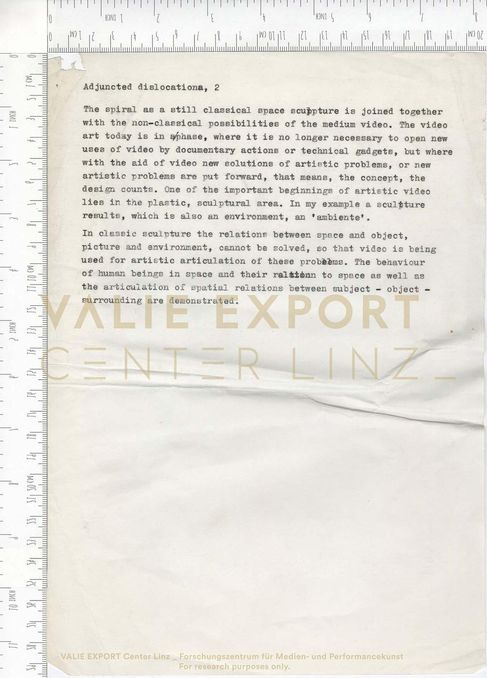 Adjuncted dislocations, 2
The spiral as a still classical space sculpture is joined together
with the non-classical possibilities of the medium video. The video
art today is in a phase, where it is no longer necessary to open new
uses of video by documentary actions or technical gadgets, but where
with the aid of video new solutions of artistic problems, or new
artistic problems are put forward, that means, the concept, the
design counts. One of the important beginnings of artistic video
lies in the plastic, sculptural area. In my example a sculpture
results, which is also an environment, an 'ambiente'.
In classic sculpture the relations between space and object,
picture and environment, cannot be solved, so that video is being
used for artistic articulation of these problems. The behaviour
of human beings in space and their relation to space as well as
the articulation of spatial relations between subject - object -
surrounding are demonstrated.
VALIE EXPORT
CENTER LINZ_
VALIE EXPORT Center Linz _ Forschungszentrum für Medien- und Performancekunst
For research purposes only.